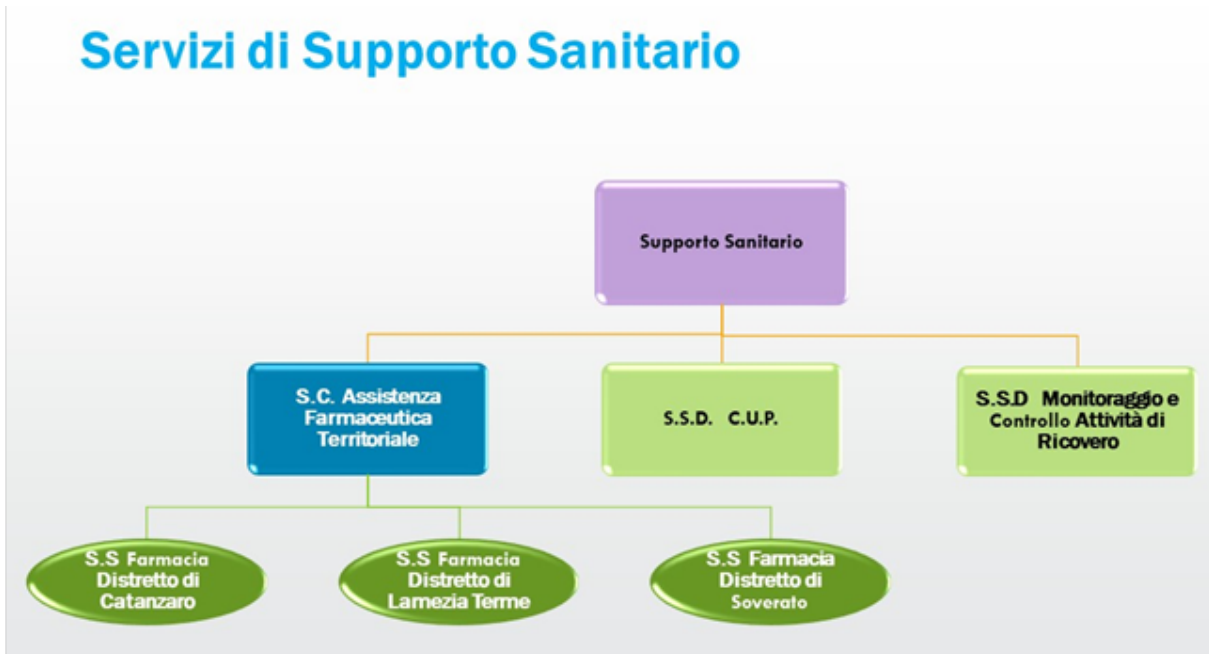 Servizi di Supporto Sanitario
Supporto Sanitario
S.C. Assistenza
Farmaceutica
Territoriale
S.S.D. C.U.P.
S.S.D Monitoraggio e
Controllo Attività di
Ricovero
S.S Farmacia
Distretto di
Catanzaro
S.S Farmacia
Distretto di
Lamezia Terme
S.S Farmacia
Distretto di
Soverato